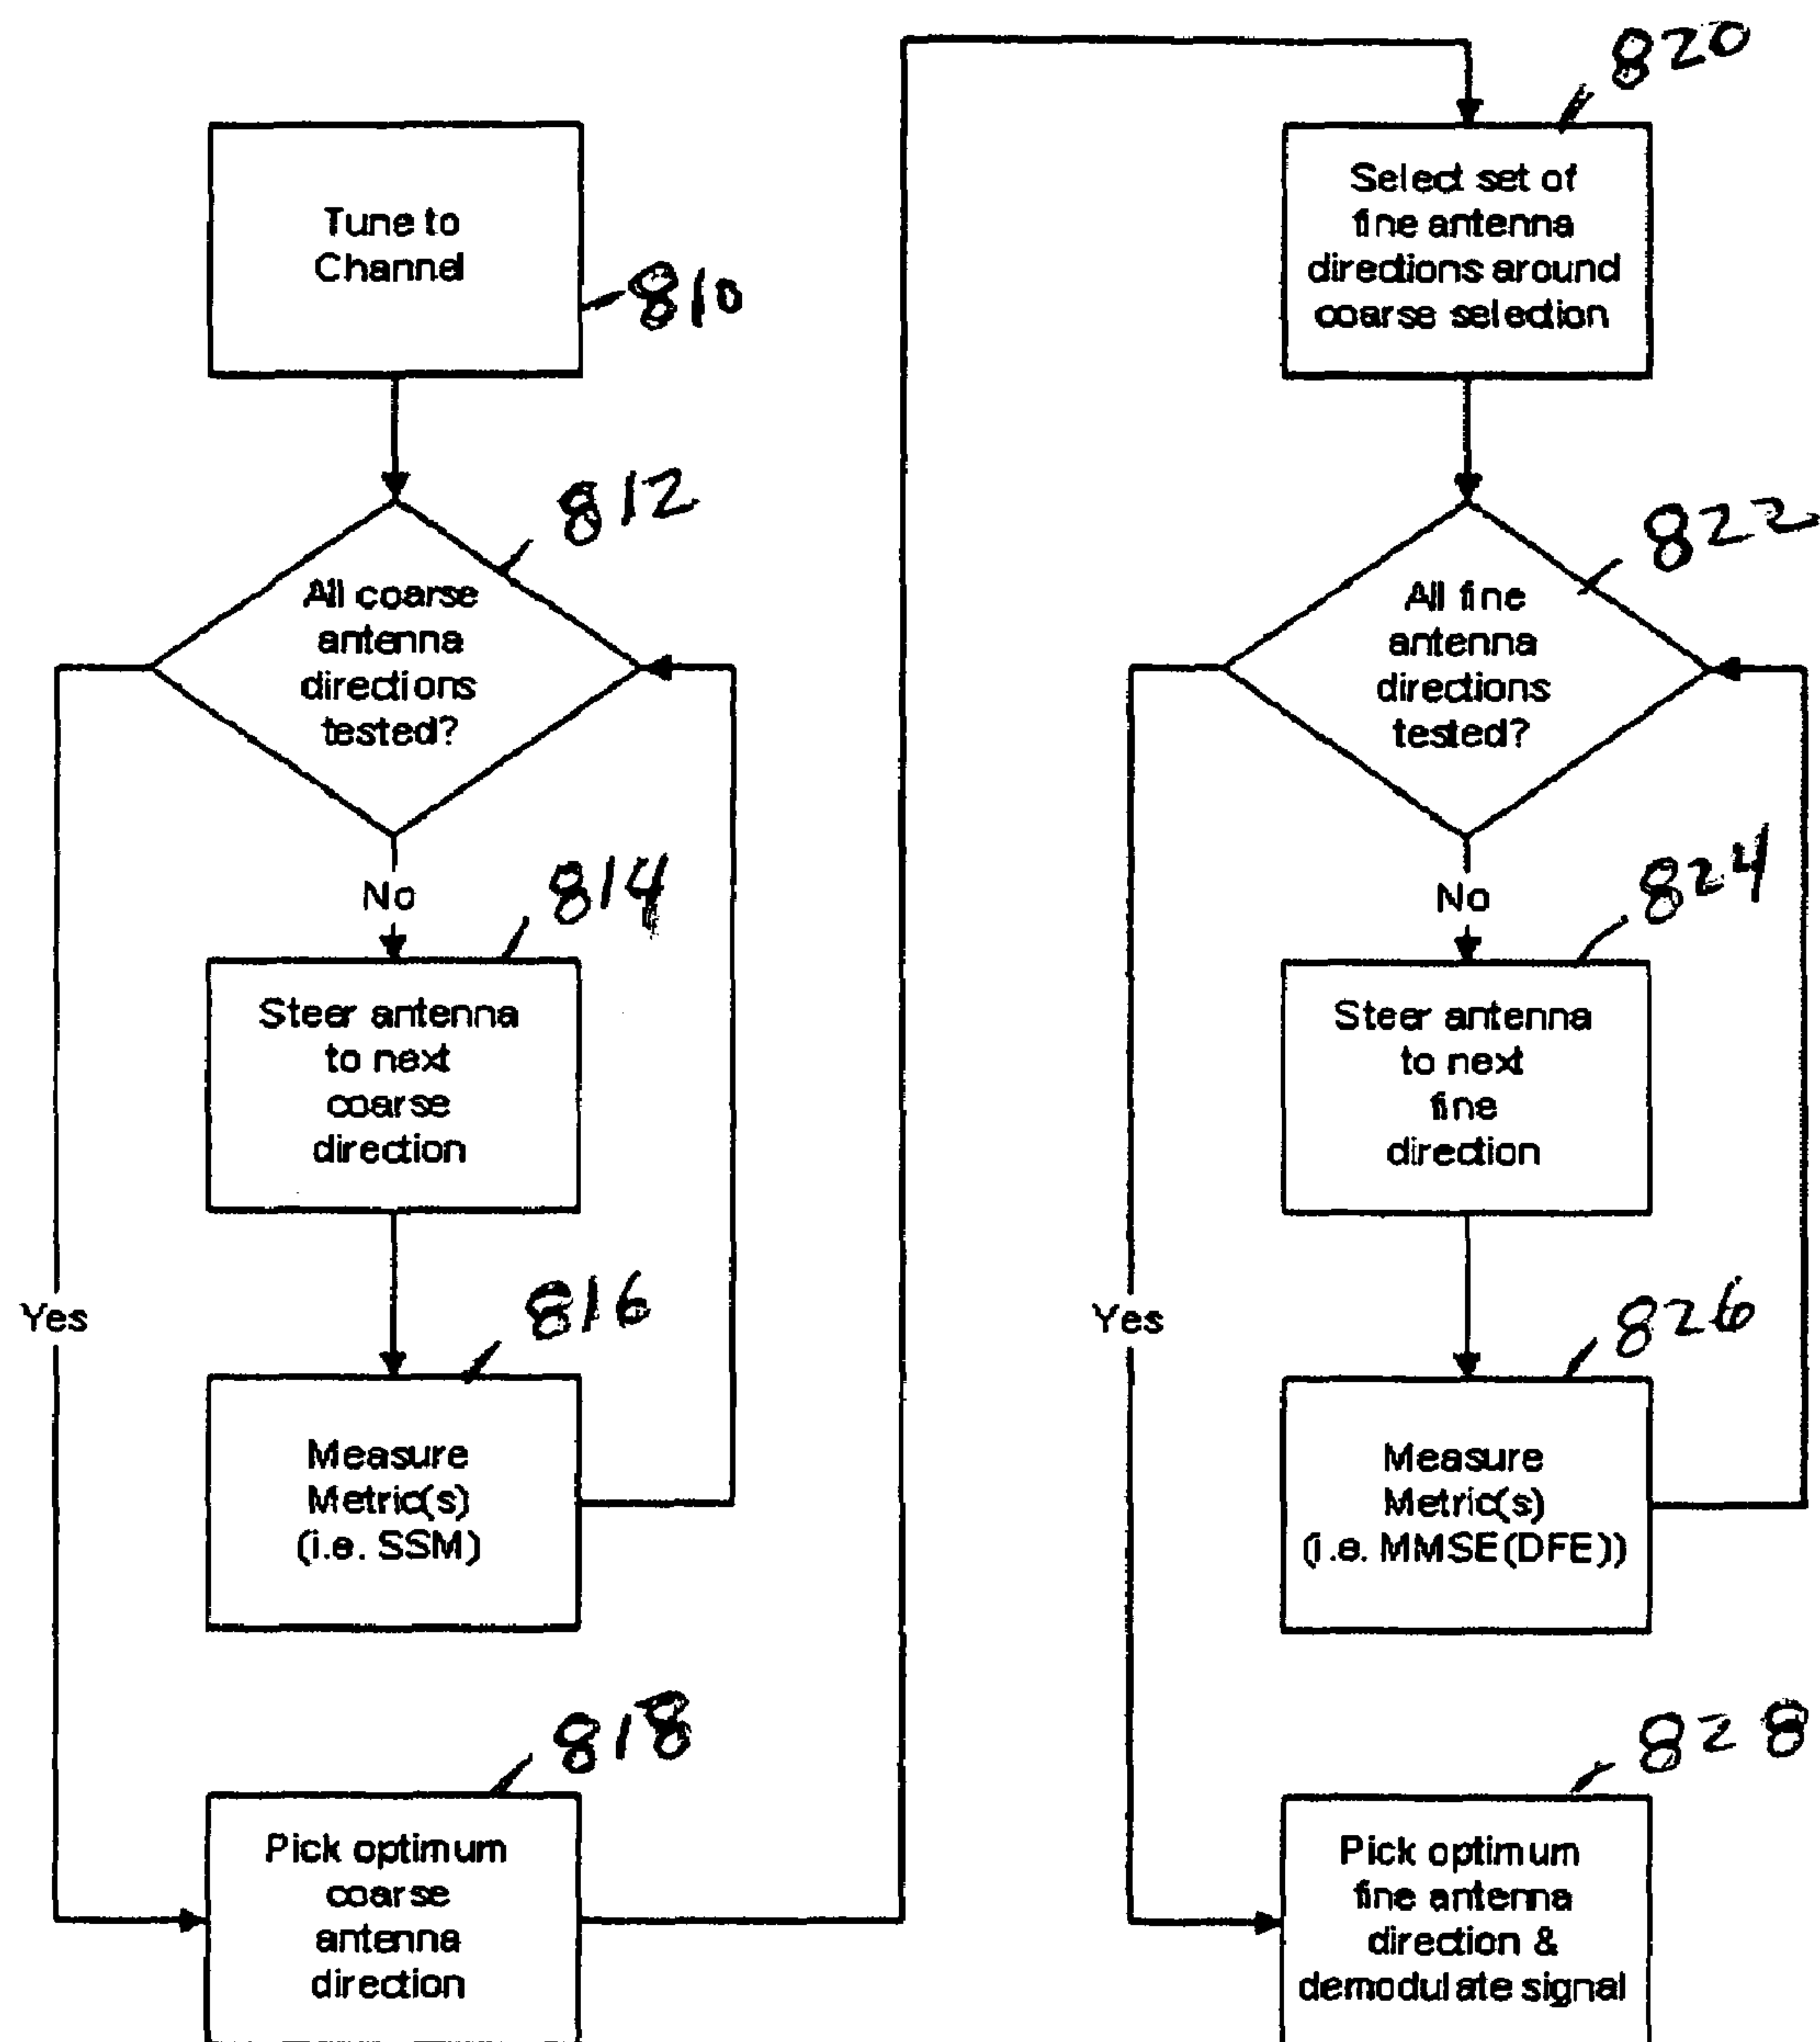 Tune to
Channel
810
812
All coarse
antenna
directions
tested?
No
814
Steer antenna
to next
coarse
direction
Yes
816
Measure
Metric(s)
(i.e. SSM)
818
Pick optimum
coarse
antenna
direction
820
Select set of
fine antenna
directions around
coarse selection
822
All fine
antenna
directions
tested?
No
824
Steer antenna
to next
fine
direction
Yes
826
Measure
Metric(s)
(i.e. MMSE(DFE))
828
Pick optimum
fine antenna
direction &
demodulate signal